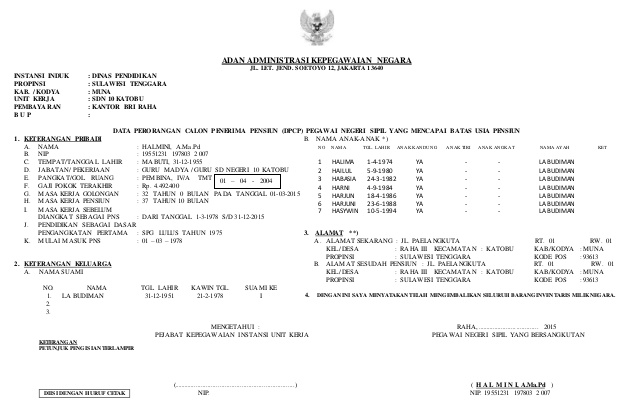 ADAN ADMINISTRASI KEPEGAWAIAN NEGARA
JL. LET. JEND. SOETOYO 12, JAKARTA 13640
INSTANSI INDUK : DINAS PENDIDIKAN
PROPINSI : SULAWESI TENGGARA
KAB. / KODYA : MUNA
UNIT KERJA : SDN 10 KATOBU
PEMBAYARAN : KANTOR BRI RAHA
B U P :
DATA PERORANGAN CALON PENERIMA PENSIUN (DPCP) PEGAWAI NEGERI SIPIL YANG MENCAPAI BATAS USIA PENSIUN
1. KETERANGAN PRIBADI
A. NAMA : HALMINI, A.Ma.Pd
B. NIP : 19551231 197803 2 007
C. TEMPAT/TANGGAL LAHIR : MABUTI, 31-12-1955
D. JABATAN/ PEKERJAAN : GURU MADYA / GURU SD NEGERI 10 KATOBU
E. PANGKAT/GOL. RUANG : PEMBINA, IV/a TMT 01 – 04 – 2004
F. GAJI POKOK TERAKHIR : Rp. 4.492.400
G. MASA KERJA GOLONGAN : 32 TAHUN 0 BULAN PADA TANGGAL 01-03-2015
H. MASA KERJA PENSIUN : 37 TAHUN 10 BULAN
I. MASA KERJA SEBELUM
DIANGKAT SEBAGAI PNS : DARI TANGGAL 1-3-1978 S/D 31-12-2015
J. PENDIDIKAN SEBAGAI DASAR
PENGANGKATAN PERTAMA : SPG LULUS TAHUN 1975
K. MULAI MASUK PNS : 01 – 03 – 1978
2. KETERANGAN KELUARGA
A. NAMA SUAMI
NO NAMA TGL LAHIR KAWIN TGL SUAMI KE
1. LA BUDIMAN 31-12-1951 21-2-1978 I
2.
3.
B. NAMA ANAK-ANAK *)
NO NAMA TGL LAHIR ANAK KANDUNG ANAK TIRI ANAK ANGKAT NAMA AYAH KET
1 HALIMA 1-4-1974 YA - - LA BUDIMAN
2 HAILUL 5-9-1980 YA - - LA BUDIMAN
3 HABAISA 24-3-1982 YA - - LA BUDIMAN
4 HARNI 4-9-1984 YA - - LA BUDIMAN
5 HARJUN 18-4-1986 YA - - LA BUDIMAN
6 HARJUNI 23-6-1988 YA - - LA BUDIMAN
7 HASYWIN 10-5-1994 YA - - LA BUDIMAN
3. ALAMAT **)
A. ALAMAT SEKARANG : JL. PAELANGKUTA RT. 01 RW. 01
KEL/DESA : RAHA III KECAMATAN : KATOBU KAB/KODYA : MUNA
PROPINSI : SULAWESI TENGGARA KODE POS : 93613
B. ALAMAT SESUDAH PENSIUN : JL. PAELANGKUTA RT. 01 RW. 01
KEL/DESA : RAHA III KECAMATAN : KATOBU KAB/KODYA : MUNA
PROPINSI : SULAWESI TENGGARA KODE POS : 93613
4. DENGAN INI SAYA MENYATAKAN TELAH MENGEMBALIKAN SELURUH BARANG INVENTARIS MILIK NEGARA.
MENGETAHUI :
PEJABAT KEPEGAWAIAN INSTANSI UNIT KERJA
RAHA,.............................. 2015
PEGAWAI NEGERI SIPIL YANG BERSANGKUTAN
KETERANGAN
PETUNJUK PENGISIAN TERLAMPIR
DIISI DENGAN HURUF CETAK
(............................................................)
NIP.
( H A L M I N I, A.Ma.Pd )
NIP. 19551231 197803 2 007